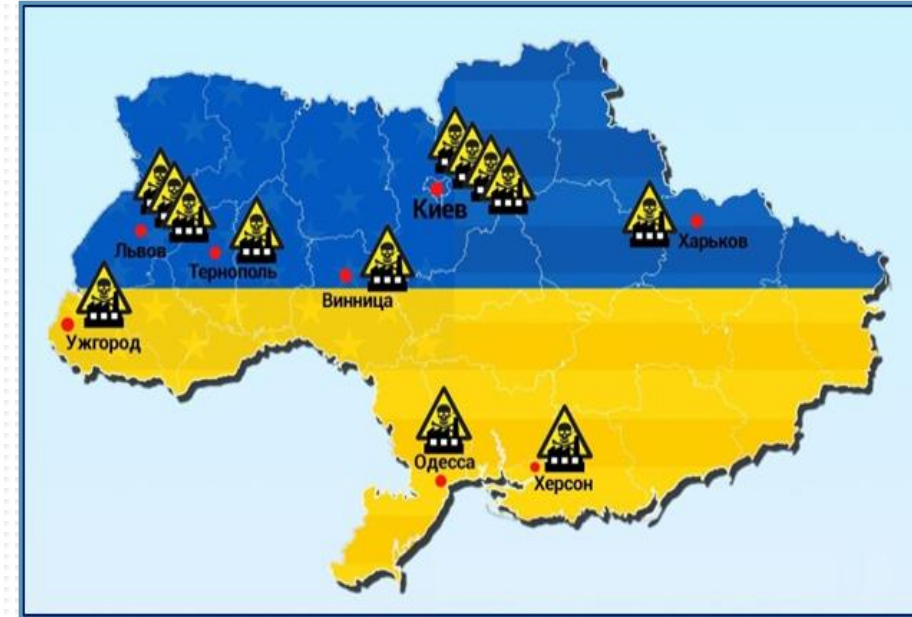 Киев
Харьков
Львов
Тернополь
Винница
Ужгород
Одесса
Херсон